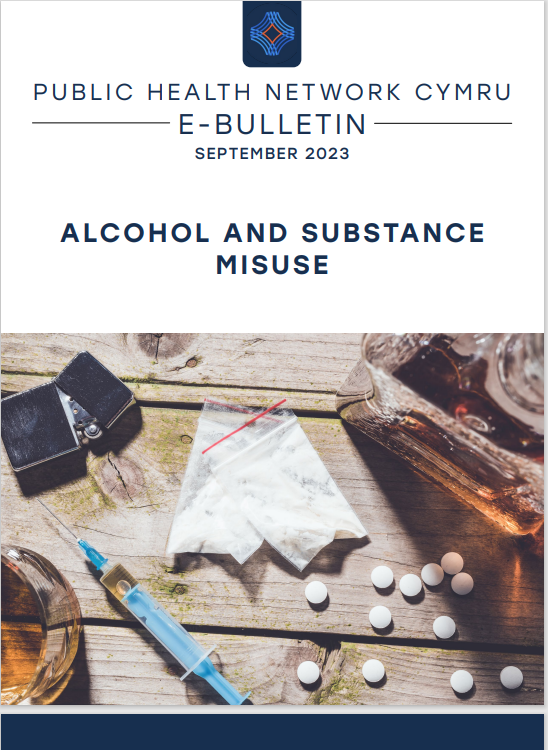 PUBLIC HEALTH NETWORK CYMRU
E-BULLETIN
SEPTEMBER 2023
ALCOHOL AND SUBSTANCE
MISUSE